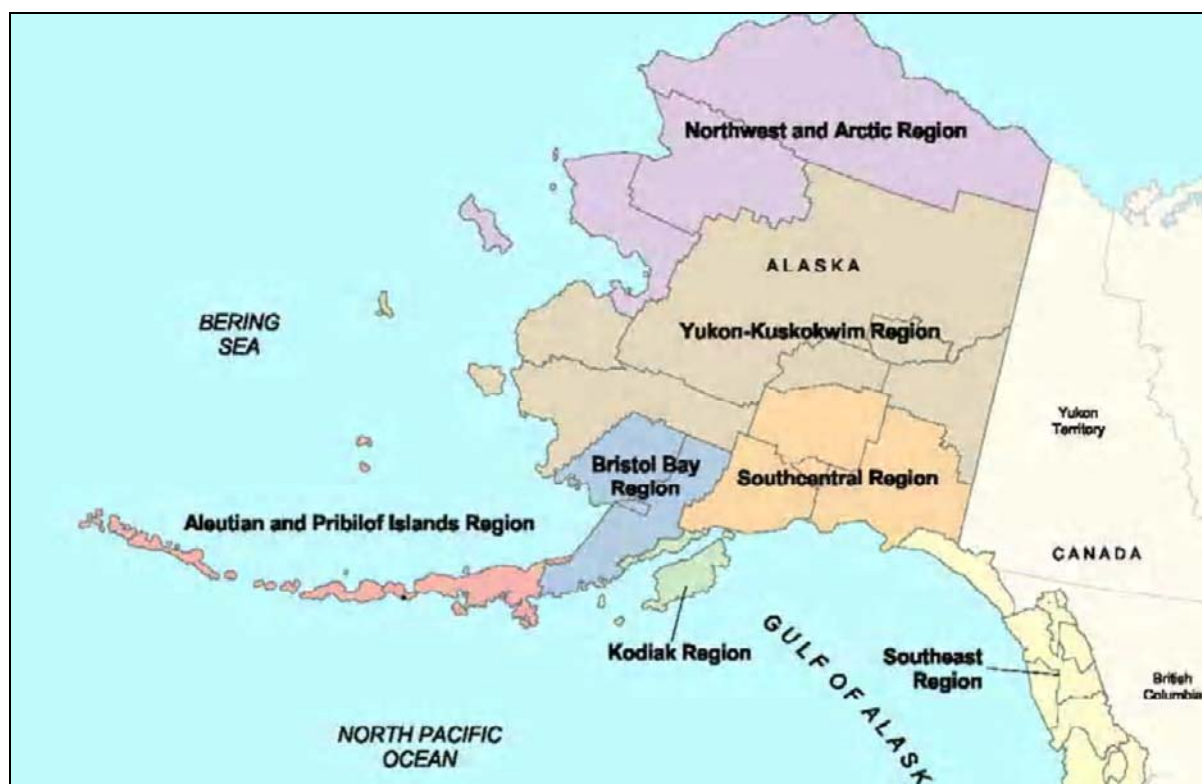 Northwest and Arctic Region
ALASKA
BERING
SEA
Yukon-Kuskokwim Region
Yukon
Territory
Bristol Bay
Region
Southcentral Region
Aleutian and Pribilof Islands Region
CANADA
Kodiak Region
GULF OF ALASK
Southeast
Region
British
Columbia
NORTH PACIFIC
OCEAN